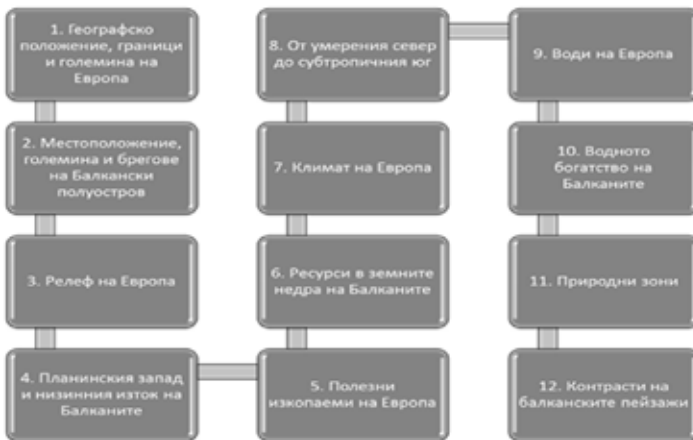 1. Географско
положение, граници
и големина на
Европа
2. Местоположение,
големина и брегове
на Балкански
полуостров
3. Релеф на Европа
4. Планинския запад
и низинния изток на
Балканите
5. Полезни
изкопаеми на Европа
6. Ресурси в земните
недра на Балканите
7. Климат на Европа
8. От умерения север
до субтропичния юг
9. Води на Европа
10. Водното
богатство на
Балканите
11. Природни зони
12. Контрасти на
балканските пейзажи